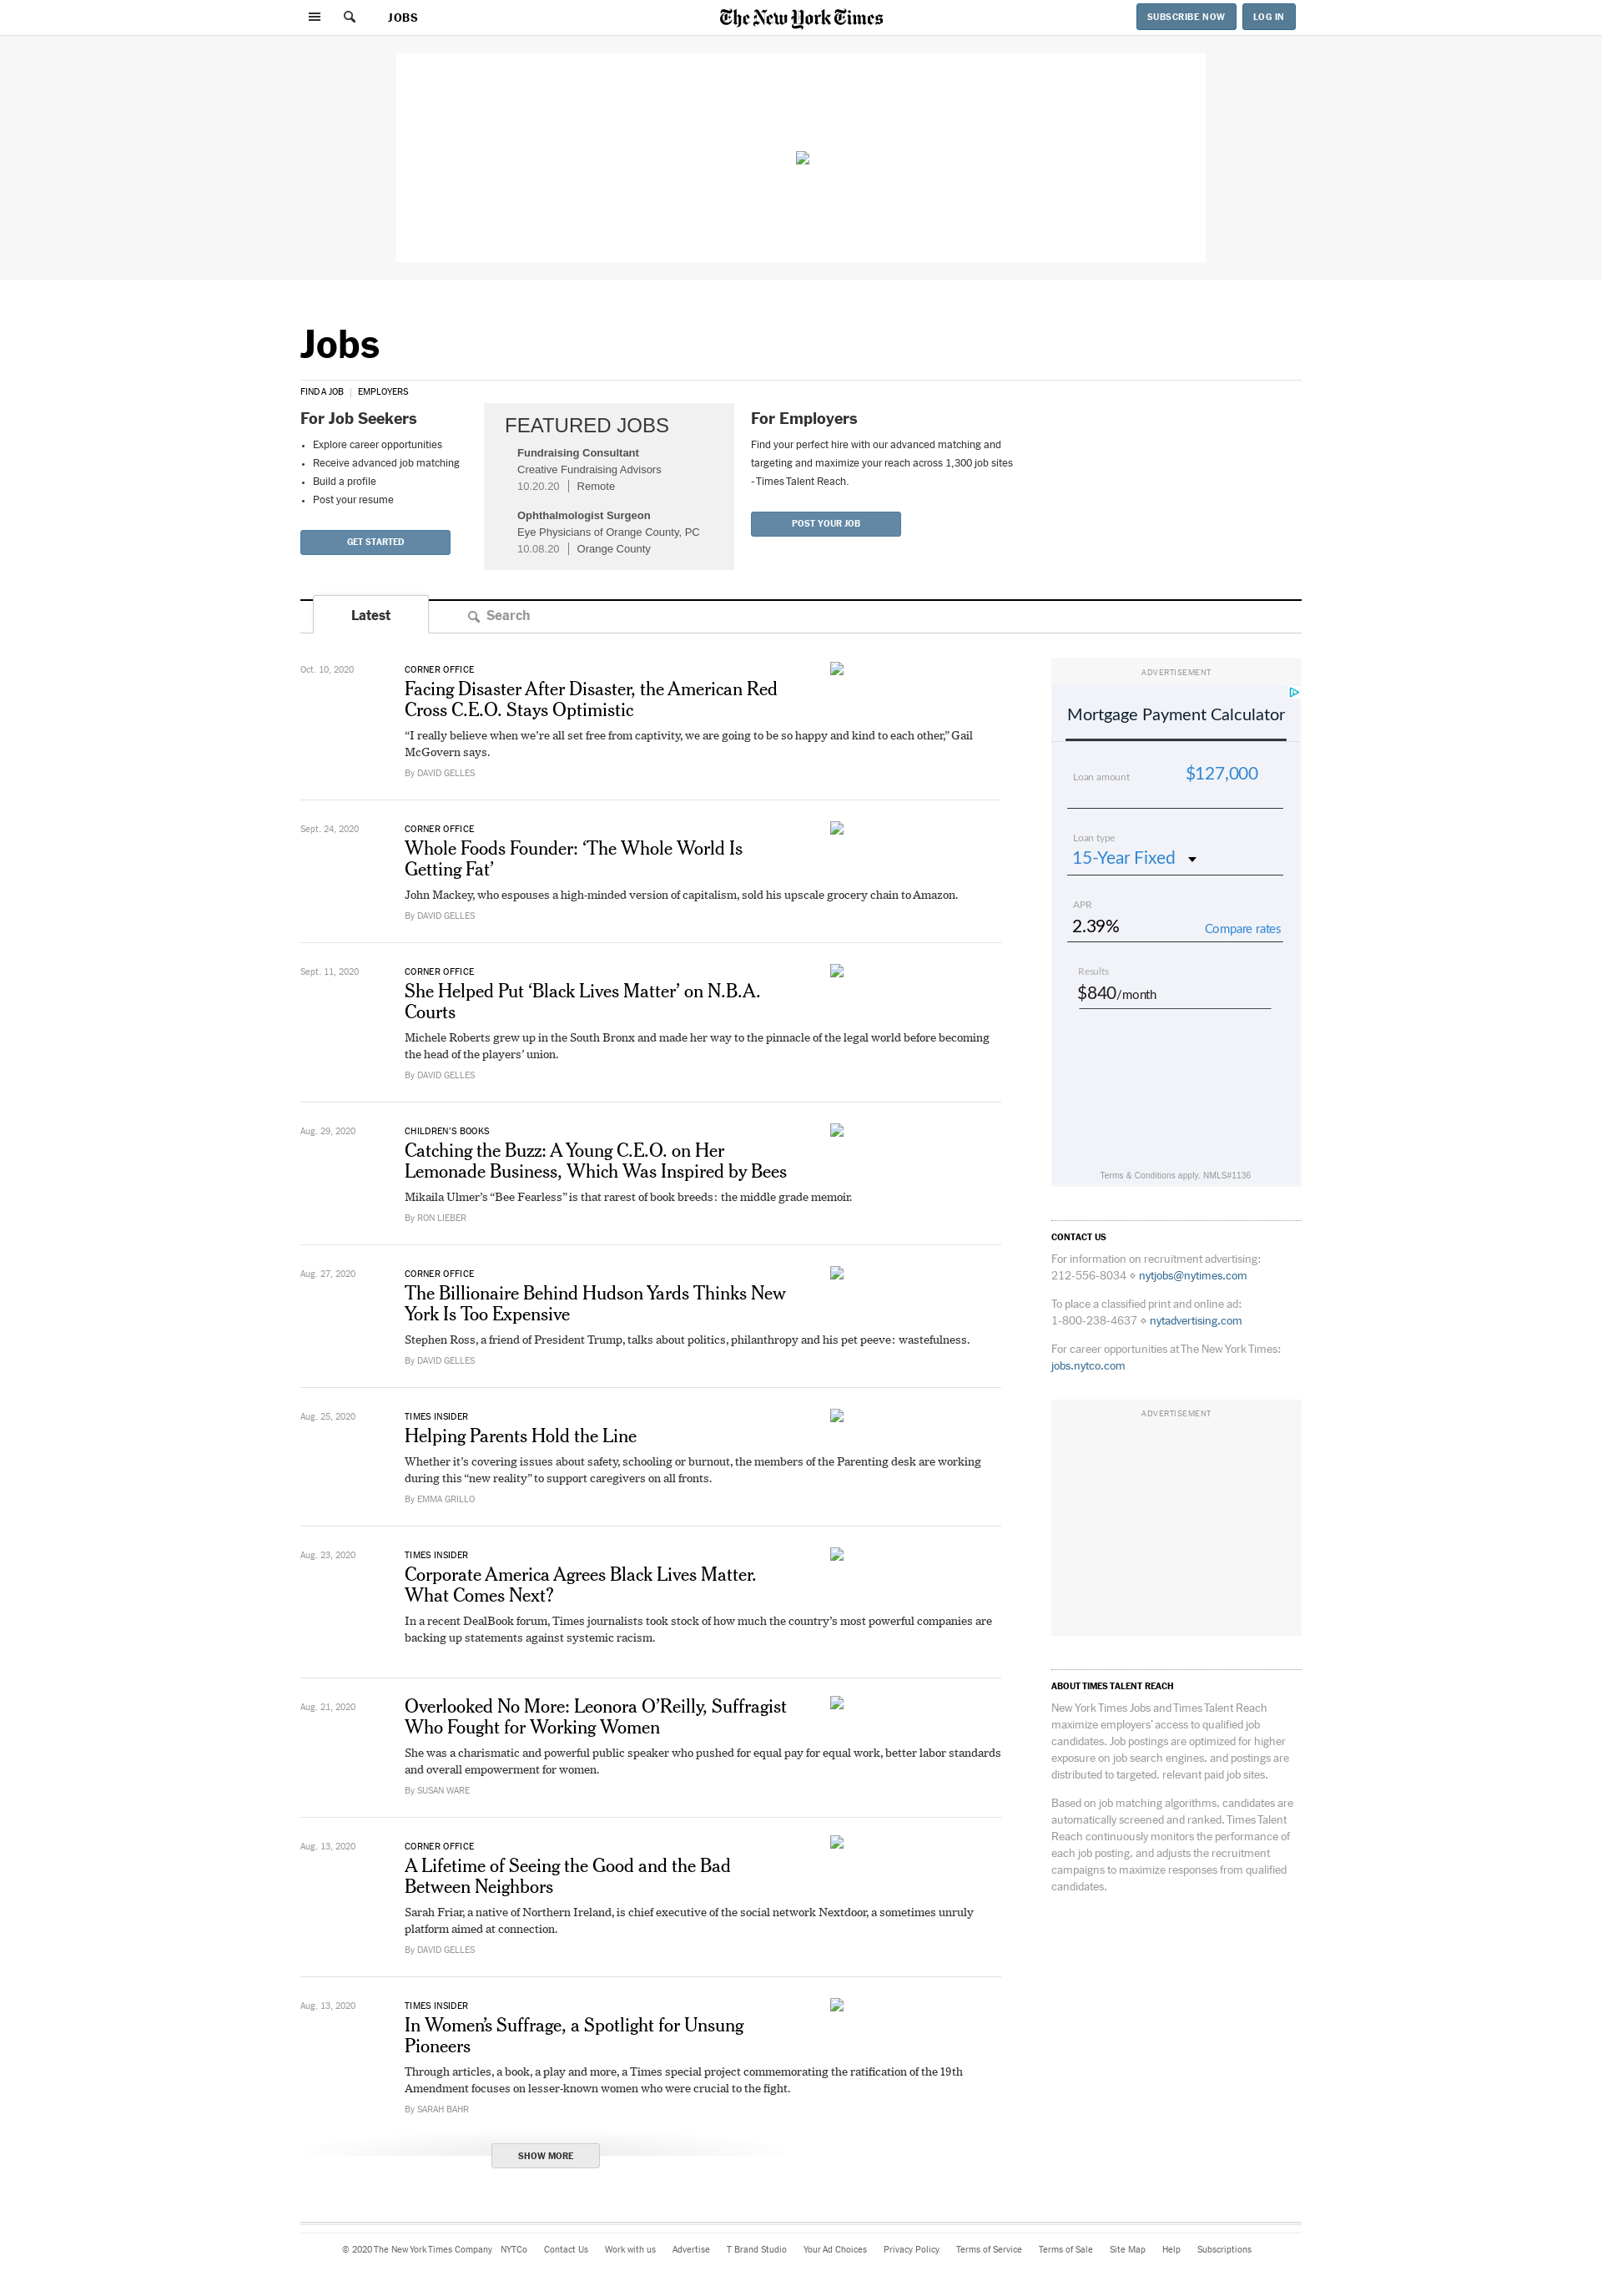 JOBS
The New York Times
SUBSCRIBE NOW
LOG IN
Jobs
FIND A JOB | EMPLOYERS
For Job Seekers
• Explore career opportunities
• Receive advanced job matching
• Build a profile
• Post your resume
GET STARTED
FEATURED JOBS
Fundraising Consultant
Creative Fundraising Advisors
10.20.20 | Remote
Ophthalmologist Surgeon
Eye Physicians of Orange County, PC
10.08.20 | Orange County
For Employers
Find your perfect hire with our advanced matching and
targeting and maximize your reach across 1,300 job sites
- Times Talent Reach.
POST YOUR JOB
Latest
Search
Oct. 10, 2020
CORNER OFFICE
Facing Disaster After Disaster, the American Red
Cross C.E.O. Stays Optimistic
“I really believe when we’re all set free from captivity, we are going to be so happy and kind to each other,” Gail
McGovern says.
By DAVID GELLES
Sept. 24, 2020
CORNER OFFICE
Whole Foods Founder: ‘The Whole World Is
Getting Fat’
John Mackey, who espouses a high-minded version of capitalism, sold his upscale grocery chain to Amazon.
By DAVID GELLES
Sept. 11, 2020
CORNER OFFICE
She Helped Put ‘Black Lives Matter’ on N.B.A.
Courts
Michele Roberts grew up in the South Bronx and made her way to the pinnacle of the legal world before becoming
the head of the players’ union.
By DAVID GELLES
Aug. 29, 2020
CHILDREN’S BOOKS
Catching the Buzz: A Young C.E.O. on Her
Lemonade Business, Which Was Inspired by Bees
Mikaila Ulmer’s “Bee Fearless” is that rarest of book breeds: the middle grade memoir.
By RON LIEBER
Aug. 27, 2020
CORNER OFFICE
The Billionaire Behind Hudson Yards Thinks New
York Is Too Expensive
Stephen Ross, a friend of President Trump, talks about politics, philanthropy and his pet peeve: wastefulness.
By DAVID GELLES
Aug. 25, 2020
TIMES INSIDER
Helping Parents Hold the Line
Whether it’s covering issues about safety, schooling or burnout, the members of the Parenting desk are working
during this “new reality” to support caregivers on all fronts.
By EMMA GRILLO
Aug. 23, 2020
TIMES INSIDER
Corporate America Agrees Black Lives Matter.
What Comes Next?
In a recent DealBook forum, Times journalists took stock of how much the country’s most powerful companies are
backing up statements against systemic racism.
Aug. 21, 2020
Overlooked No More: Leonora O’Reilly, Suffragist
Who Fought for Working Women
She was a charismatic and powerful public speaker who pushed for equal pay for equal work, better labor standards
and overall empowerment for women.
By SUSAN WARE
Aug. 13, 2020
CORNER OFFICE
A Lifetime of Seeing the Good and the Bad
Between Neighbors
Sarah Friar, a native of Northern Ireland, is chief executive of the social network Nextdoor, a sometimes unruly
platform aimed at connection.
By DAVID GELLES
Aug. 13, 2020
TIMES INSIDER
In Women’s Suffrage, a Spotlight for Unsung
Pioneers
Through articles, a book, a play and more, a Times special project commemorating the ratification of the 19th
Amendment focuses on lesser-known women who were crucial to the fight.
By SARAH BAHR
SHOW MORE
ADVERTISEMENT
Mortgage Payment Calculator
Loan amount $127,000
Loan type
15-Year Fixed
APR
2.39% Compare rates
Results
$840/month
Terms & Conditions apply. NMLS#1136
CONTACT US
For information on recruitment advertising:
212-556-8034 ⋄ nytjobs@nytimes.com
To place a classified print and online ad:
1-800-238-4637 ⋄ nytadvertising.com
For career opportunities at The New York Times:
jobs.nytco.com
ADVERTISEMENT
ABOUT TIMES TALENT REACH
New York Times Jobs and Times Talent Reach
maximize employers’ access to qualified job
candidates. Job postings are optimized for higher
exposure on job search engines, and postings are
distributed to targeted, relevant paid job sites.
Based on job matching algorithms, candidates are
automatically screened and ranked. Times Talent
Reach continuously monitors the performance of
each job posting, and adjusts the recruitment
campaigns to maximize responses from qualified
candidates.
© 2020 The New York Times Company NYTCo Contact Us Work with us Advertise T Brand Studio Your Ad Choices Privacy Policy Terms of Service Terms of Sale Site Map Help Subscriptions